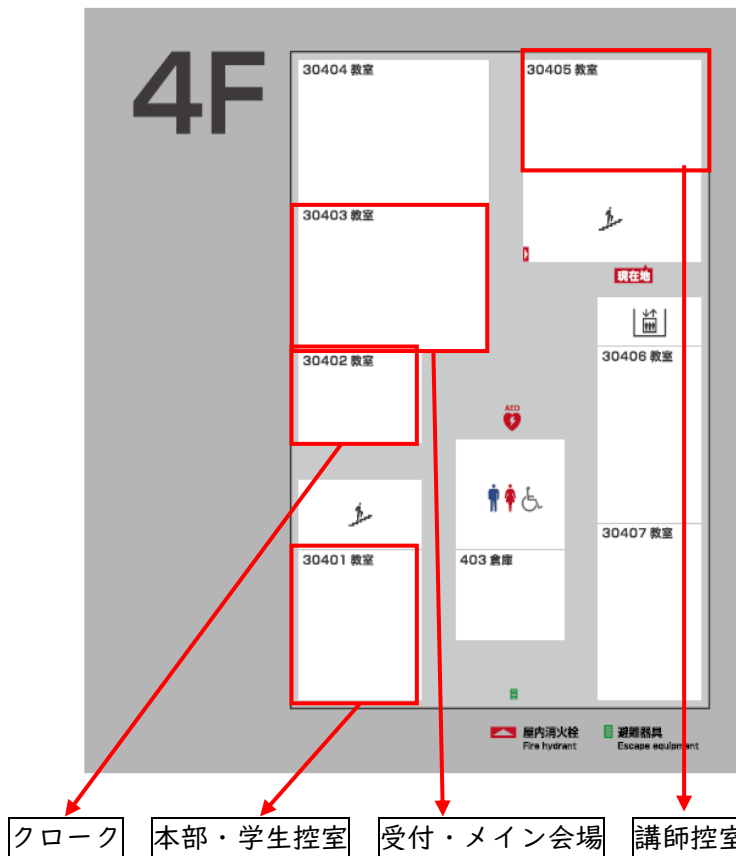 4F
30404 教室
30405 教室
30403 教室
現在地
30402 教室
30406 教室
AED
30401 教室
403 倉庫
30407 教室
屋内消火栓
Fire hydrant
避難器具
Escape equipment
クローク
本部・学生控室
受付・メイン会場
講師控室